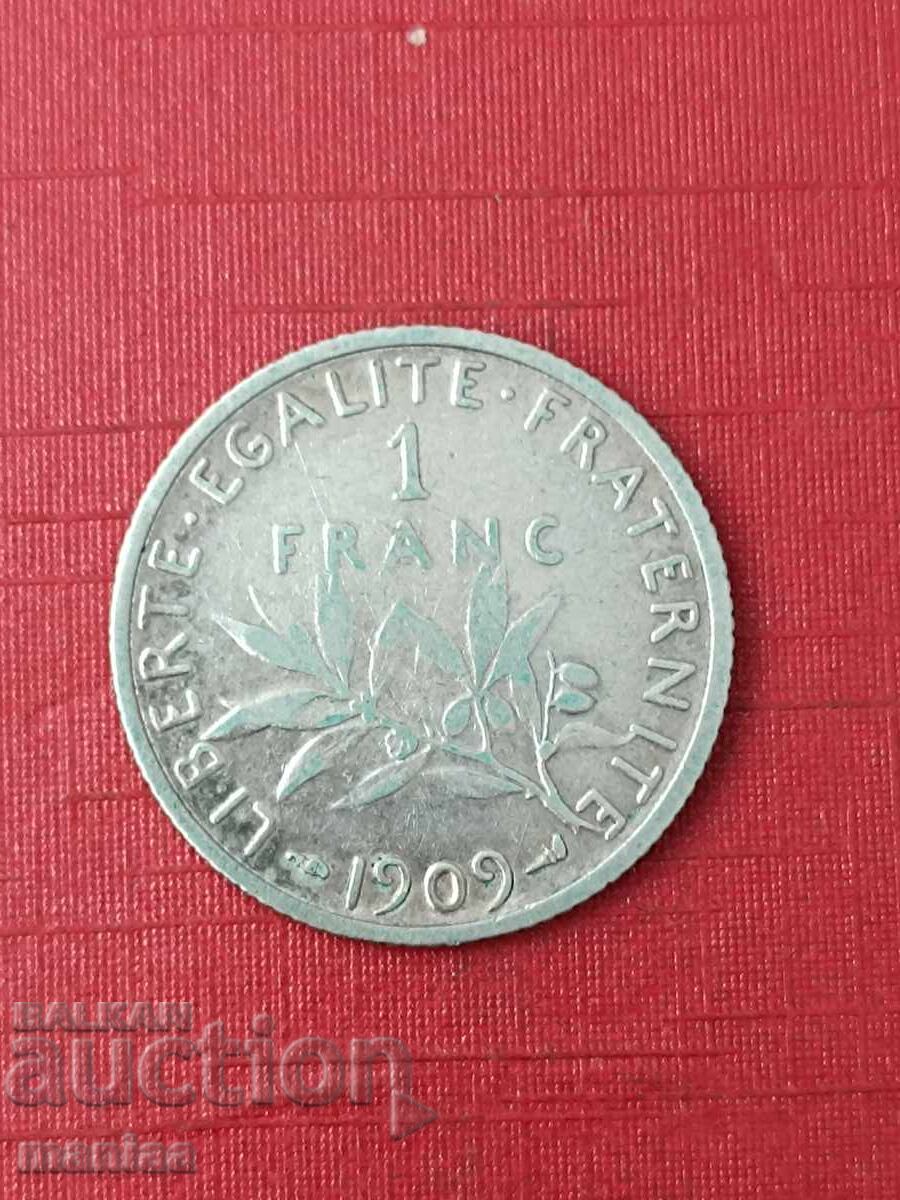 LIBERTE · EGALITE · FRATERNITE
1
FRANC
1909
BALKAN
auction
maniaa